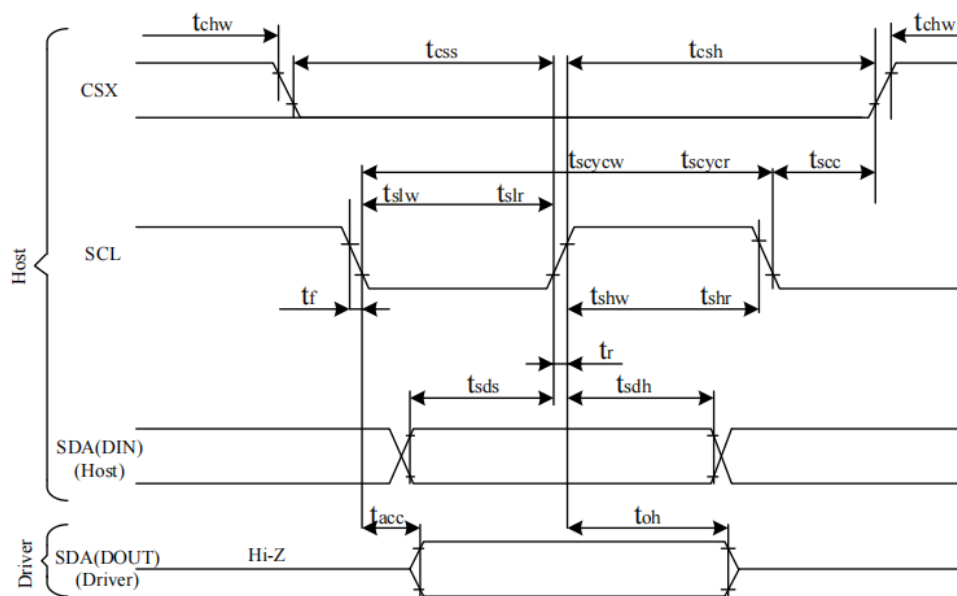 tchw
tcss
tcsh
tchw
CSX
tscycw
tscycr
tscc
tslw
tslr
SCL
Host
tf
tshw
tshr
tr
tsds
tsdh
SDA(DIN)
(Host)
tacc
toh
Driver
SDA(DOUT)
(Driver)
Hi-Z